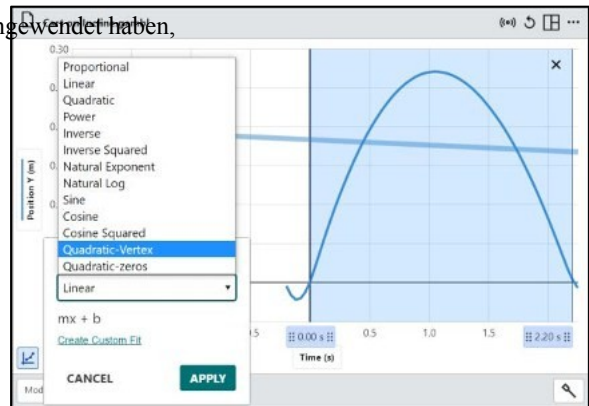 ngewendet haben,
0.30
Proportional
Linear
Quadratic
Power
Inverse
Inverse Squared
Natural Exponent
Natural Log
Sine
Cosine
Cosine Squared
Quadratic-Vertex
Quadratic-zeros
Linear
mx + b
Create Custom Fit
CANCEL
APPLY
Position Y (m)
0.00 s
0.5
1.0
1.5
2.20 s
Time (s)